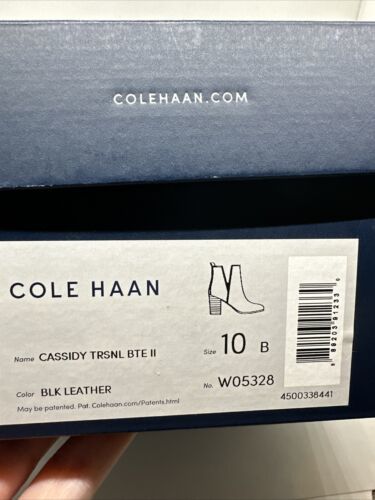 COLEHAAN.COM
COLE HAAN
Name CASSIDY TRSNL BTE II
Size 10 B
Color BLK LEATHER
No. W05328
May be patented. Pat. Colehaan.com/Patents.html
4500338441